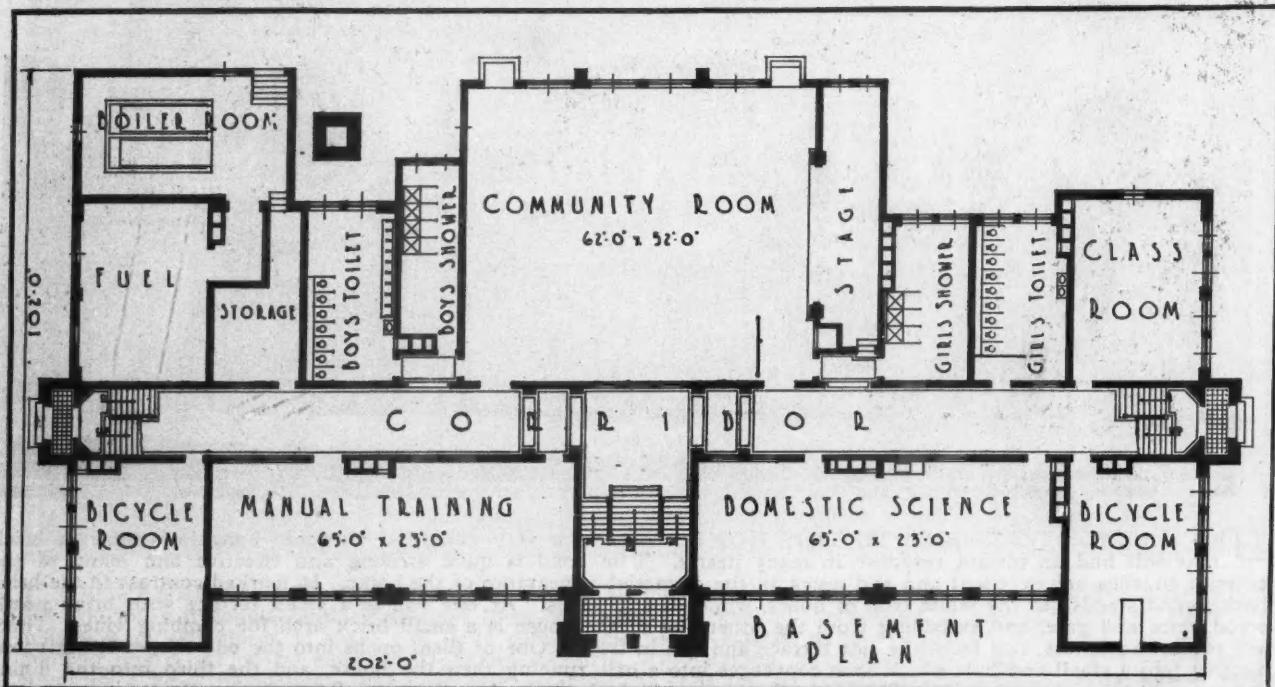 BOILER ROOM
FUEL
STORAGE
BOYS TOILET
BOYS SHOWER
COMMUNITY ROOM
62'-0" x 52'-0"
STAGE
GIRLS SHOWER
GIRLS TOILET
CLASS
ROOM
102'-0"
CORRIDOR
BICYCLE
ROOM
MANUAL TRAINING
65'-0" x 23'-0"
DOMESTIC SCIENCE
65'-0" x 23'-0"
BICYCLE
ROOM
BASEMENT
PLAN
202'-0"